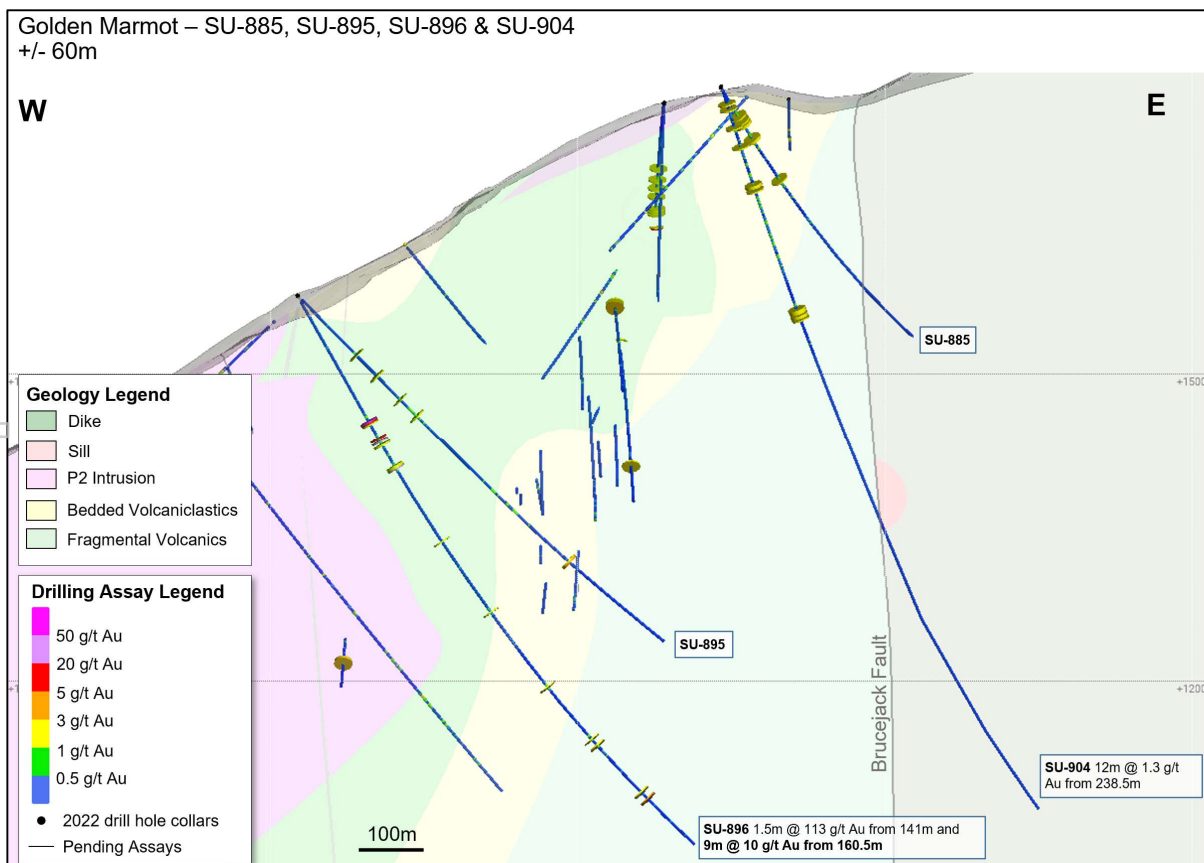 Golden Marmot – SU-885, SU-895, SU-896 & SU-904
+/- 60m
W
E
SU-885
+1500
Geology Legend
Dike
Sill
P2 Intrusion
Bedded Volcaniclastics
Fragmental Volcanics
Drilling Assay Legend
50 g/t Au
20 g/t Au
5 g/t Au
3 g/t Au
1 g/t Au
0.5 g/t Au
2022 drill hole collars
Pending Assays
SU-895
Brucejack Fault
+1200
SU-904 12m @ 1.3 g/t
Au from 238.5m
100m
SU-896 1.5m @ 113 g/t Au from 141m and
9m @ 10 g/t Au from 160.5m